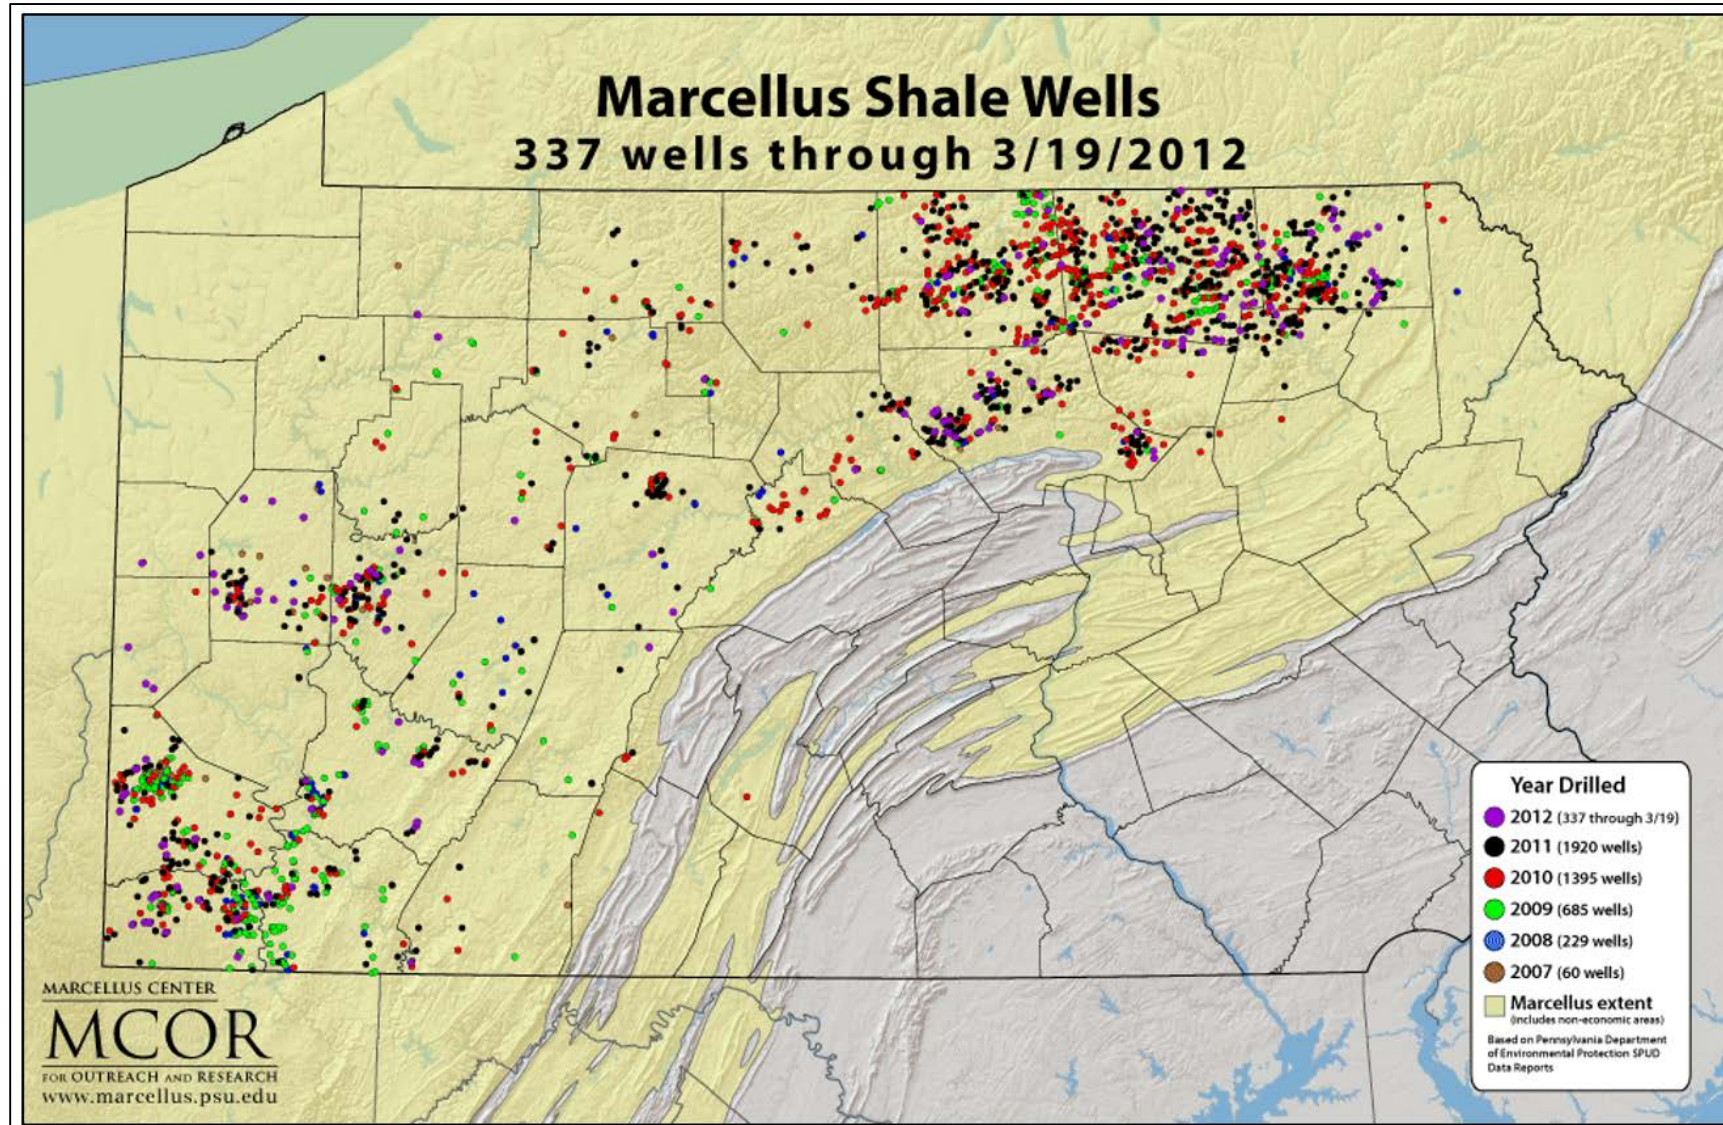 Marcellus Shale Wells
337 wells through 3/19/2012
Year Drilled
2012 (337 through 3/19)
2011 (1920 wells)
2010 (1395 wells)
2009 (685 wells)
2008 (229 wells)
2007 (60 wells)
Marcellus extent
(includes non-economic areas)
Based on Pennsylvania Department
of Environmental Protection SPUD
Data Reports
MARCELLUS CENTER
MCOR
FOR OUTREACH AND RESEARCH
www.marcellus.psu.edu